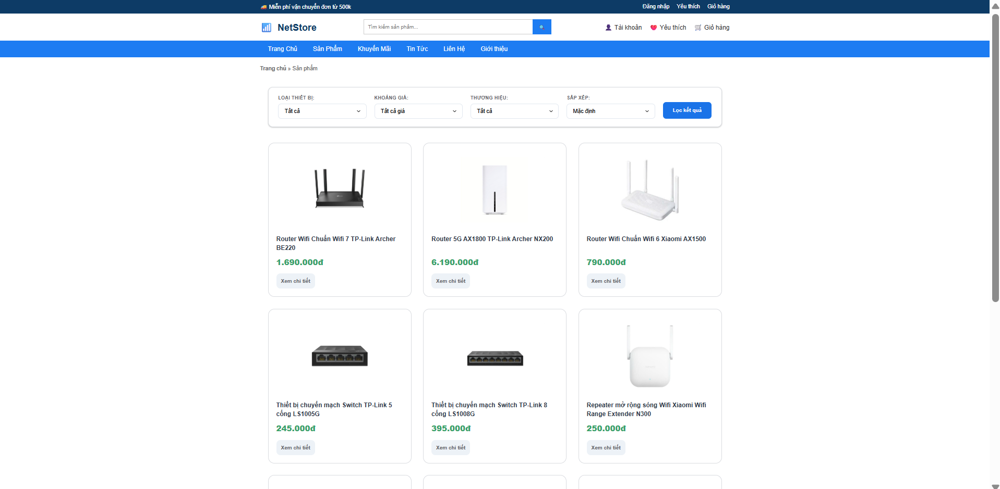 Miễn phí vận chuyển đơn từ 500k
Đăng nhập Yêu thích Giỏ hàng
NetStore
Tìm kiếm sản phẩm...
Tài khoản Yêu thích Giỏ hàng
Trang Chủ Sản Phẩm Khuyến Mãi Tin Tức Liên Hệ Giới thiệu
Trang chủ » Sản phẩm
LOẠI THIẾT BỊ: KHOẢNG GIÁ: THƯƠNG HIỆU: SẮP XẾP:
Tất cả Tất cả giá Tất cả Mặc định Lọc kết quả
Router Wifi Chuẩn Wifi 7 TP-Link Archer
BE220
1.690.000đ
Xem chi tiết
Router 5G AX1800 TP-Link Archer NX200
6.190.000đ
Xem chi tiết
Router Wifi Chuẩn Wifi 6 Xiaomi AX1500
790.000đ
Xem chi tiết
Thiết bị chuyển mạch Switch TP-Link 5
cổng LS1005G
245.000đ
Xem chi tiết
Thiết bị chuyển mạch Switch TP-Link 8
cổng LS1008G
395.000đ
Xem chi tiết
Repeater mở rộng sóng Wifi Xiaomi Wifi
Range Extender N300
250.000đ
Xem chi tiết